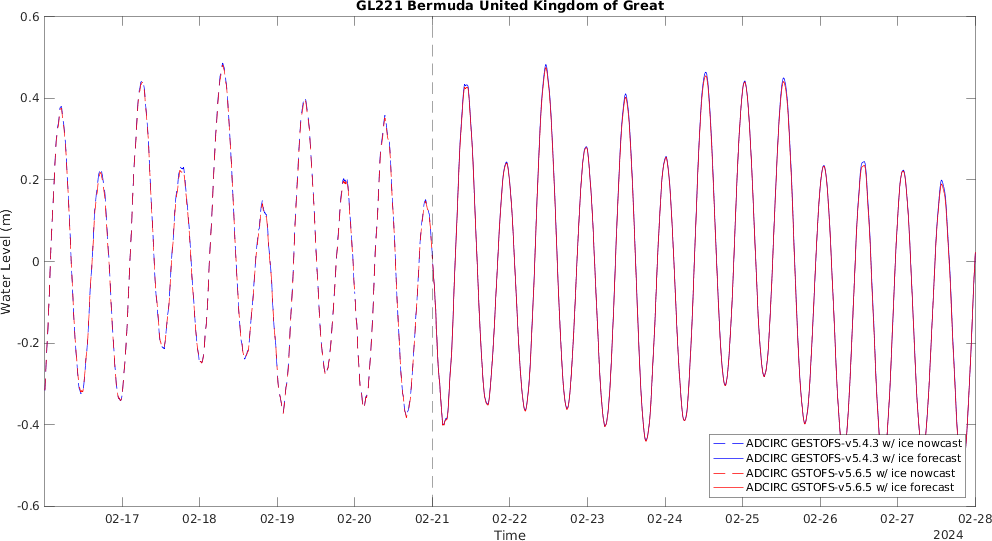 GL221 Bermuda United Kingdom of Great
Water Level (m)
0.6
0.4
0.2
0
-0.2
-0.4
-0.6
ADCIRC GESTOFS-v5.4.3 w/ ice nowcast
ADCIRC GESTOFS-v5.4.3 w/ ice forecast
ADCIRC GSTOFS-v5.6.5 w/ ice nowcast
ADCIRC GSTOFS-v5.6.5 w/ ice forecast
02-17 02-18 02-19 02-20 02-21 02-22 02-23 02-24 02-25 02-26 02-27 02-28
Time
2024